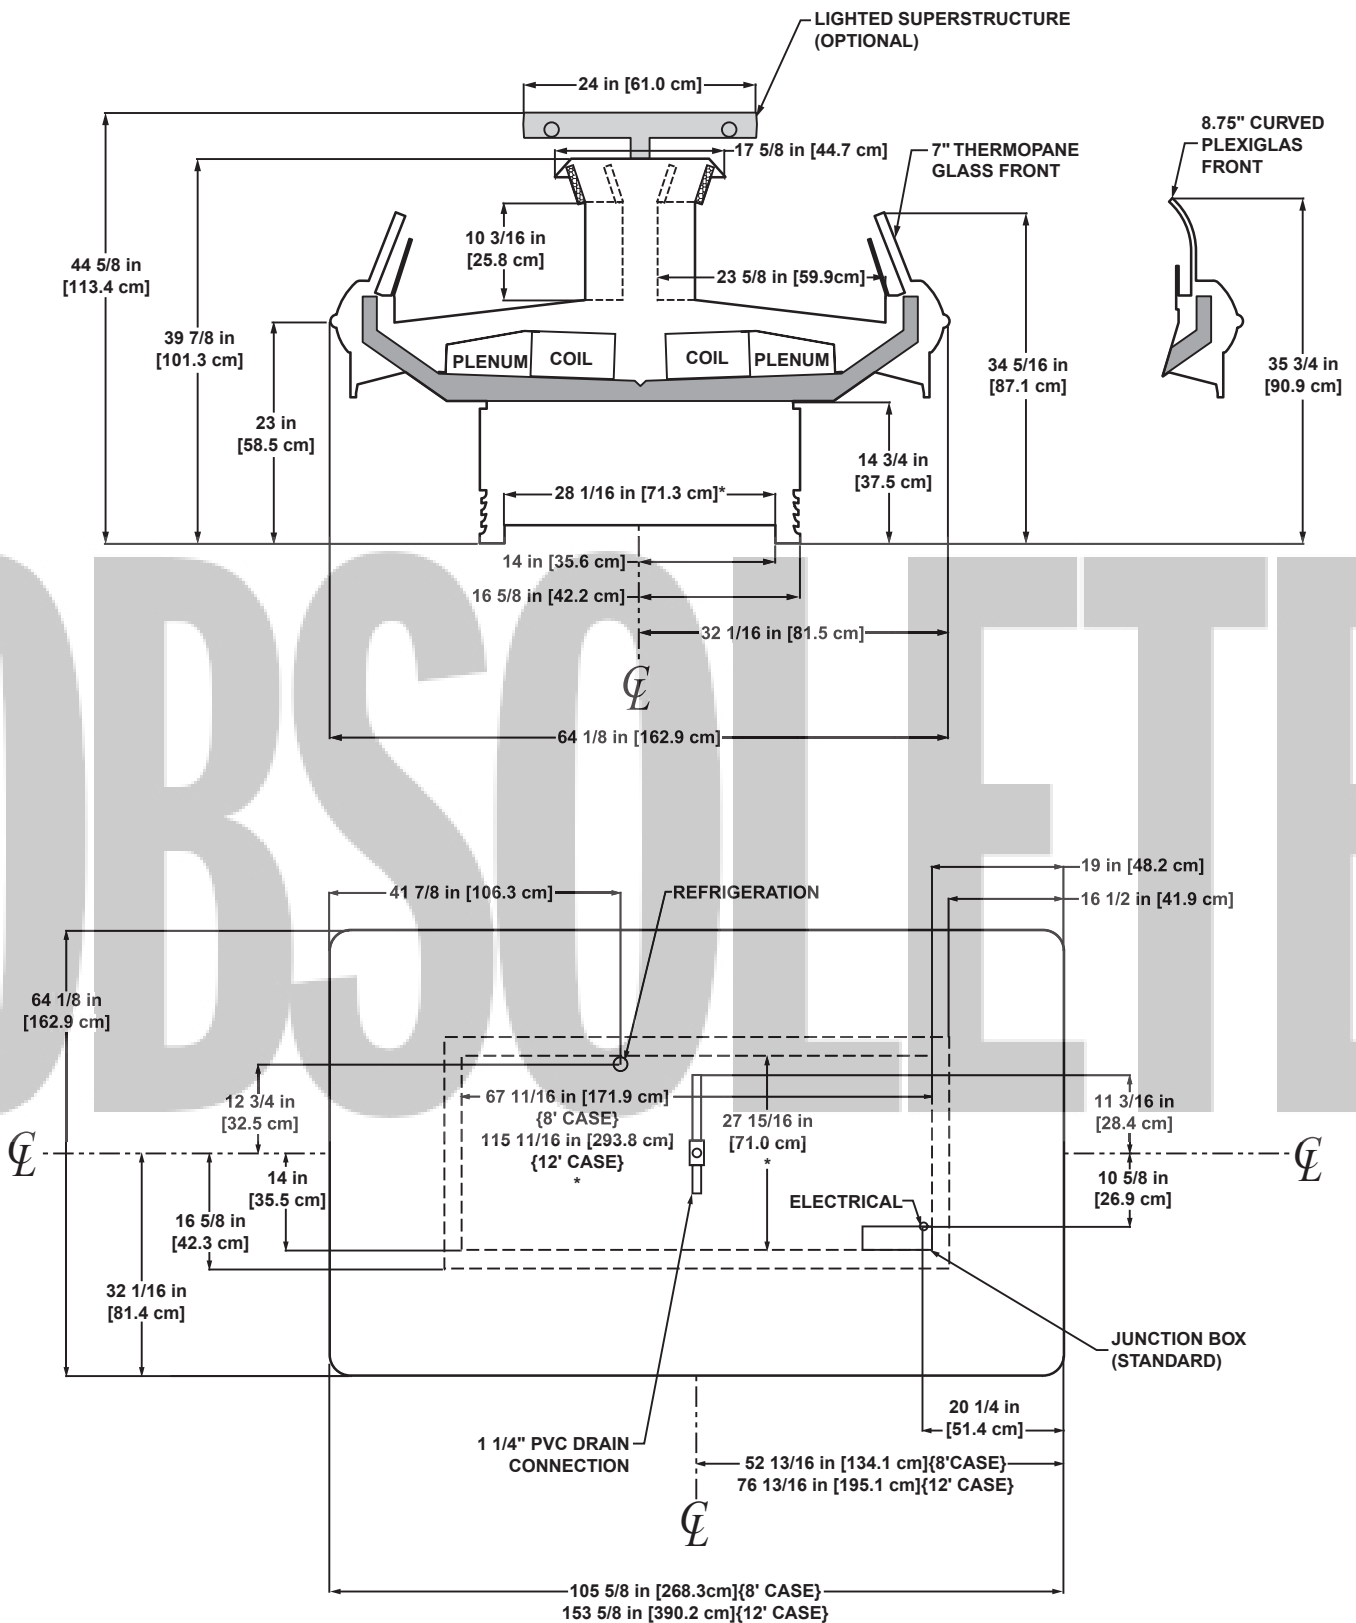 LIGHTED SUPERSTRUCTURE
(OPTIONAL)
24 in [61.0 cm]
8.75" CURVED
PLEXIGLAS
FRONT
17 5/8 in [44.7 cm]
7" THERMOPANE
GLASS FRONT
10 3/16 in
[25.8 cm]
44 5/8 in
[113.4 cm]
23 5/8 in [59.9cm]
39 7/8 in
[101.3 cm]
PLENUM
COIL
COIL
PLENUM
34 5/16 in
[87.1 cm]
35 3/4 in
[90.9 cm]
23 in
[58.5 cm]
14 3/4 in
[37.5 cm]
28 1/16 in [71.3 cm]*
14 in [35.6 cm]
16 5/8 in [42.2 cm]
32 1/16 in [81.5 cm]
℄
64 1/8 in [162.9 cm]
OBSOLETE
19 in [48.2 cm]
41 7/8 in [106.3 cm]
REFRIGERATION
16 1/2 in [41.9 cm]
64 1/8 in
[162.9 cm]
12 3/4 in
[32.5 cm]
67 11/16 in [171.9 cm]
{8' CASE}
115 11/16 in [293.8 cm]
{12' CASE}
*
27 15/16 in
[71.0 cm]
*
11 3/16 in
[28.4 cm]
℄
℄
14 in
[35.5 cm]
10 5/8 in
[26.9 cm]
16 5/8 in
[42.3 cm]
ELECTRICAL
32 1/16 in
[81.4 cm]
JUNCTION BOX
(STANDARD)
20 1/4 in
[51.4 cm]
1 1/4" PVC DRAIN
CONNECTION
52 13/16 in [134.1 cm]{8'CASE}
76 13/16 in [195.1 cm]{12' CASE}
℄
105 5/8 in [268.3cm]{8' CASE}
153 5/8 in [390.2 cm]{12' CASE}